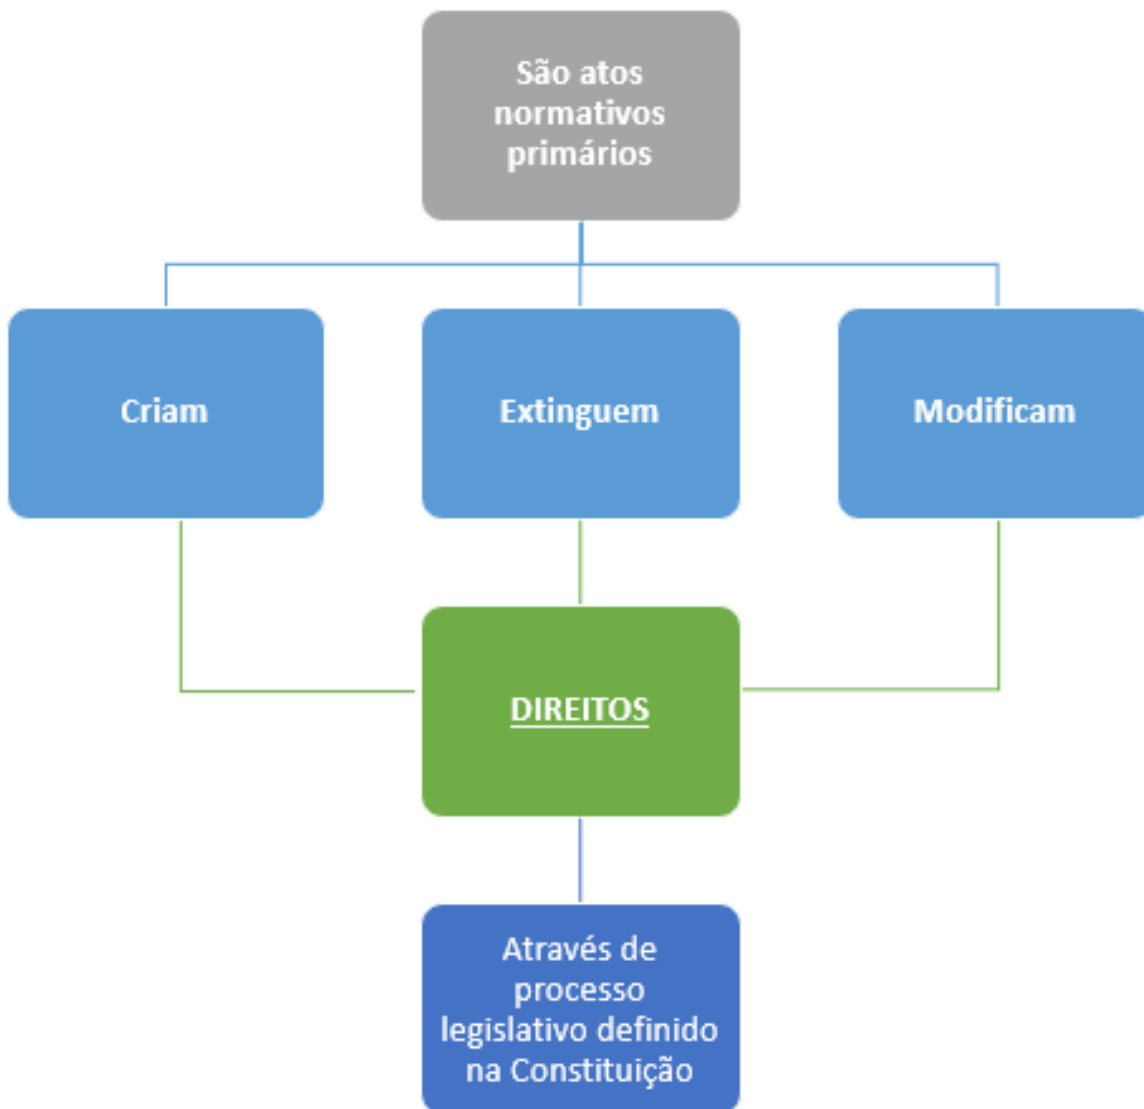 São atos
normativos
primários
Criam
Extinguem
Modificam
DIREITOS
Através de
processo
legislativo definido
na Constituição